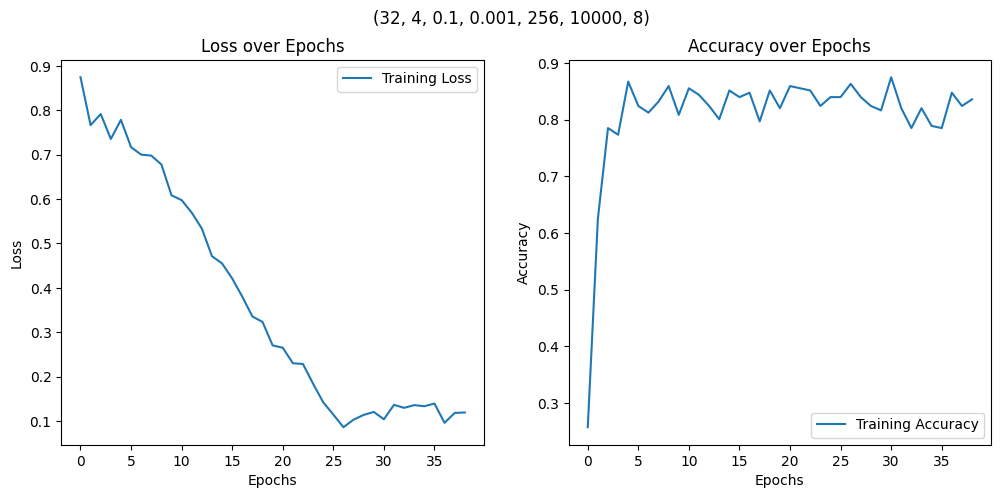 (32, 4, 0.1, 0.001, 256, 10000, 8)
Loss over Epochs
Training Loss
0.9
0.8
0.7
0.6
0.5
0.4
0.3
0.2
0.1
Loss
0 5 10 15 20 25 30 35
Epochs
Accuracy over Epochs
0.9
0.8
0.7
0.6
0.5
0.4
0.3
Accuracy
Training Accuracy
0 5 10 15 20 25 30 35
Epochs